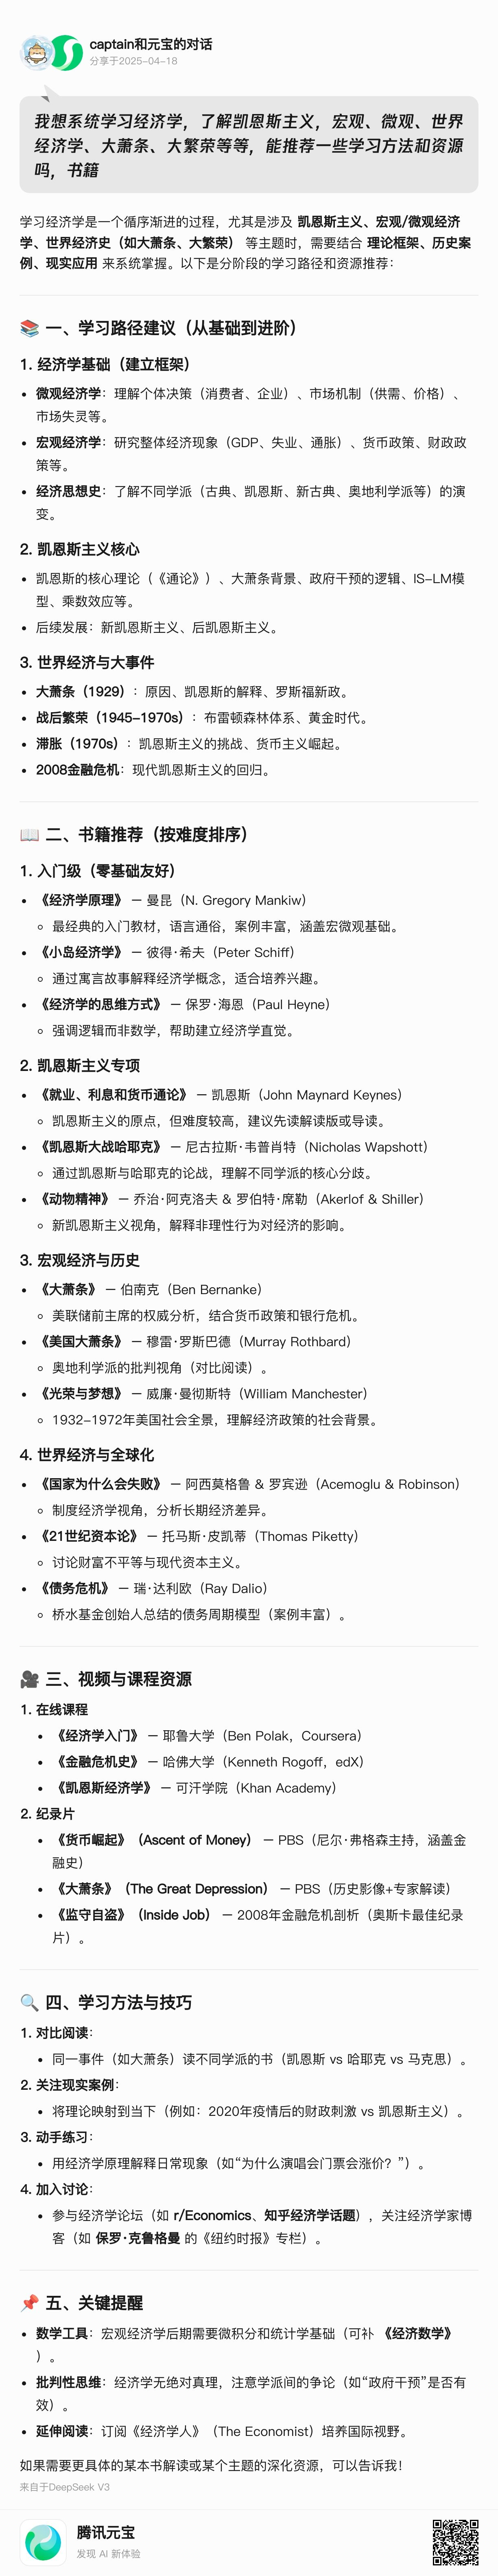 captain和元宝的对话
分享于2025-04-18
我想系统学习经济学，了解凯恩斯主义，宏观、微观、世界
经济学、大萧条、大繁荣等等，能推荐一些学习方法和资源
吗，书籍
学习经济学是一个循序渐进的过程，尤其是涉及 凯恩斯主义、宏观/微观经济
学、世界经济史（如大萧条、大繁荣） 等主题时，需要结合 理论框架、历史案
例、现实应用 来系统掌握。以下是分阶段的学习路径和资源推荐：
📚 一、学习路径建议（从基础到进阶）
1. 经济学基础（建立框架）
• 微观经济学：理解个体决策（消费者、企业）、市场机制（供需、价格）、
市场失灵等。
• 宏观经济学：研究整体经济现象（GDP、失业、通胀）、货币政策、财政政
策等。
• 经济思想史：了解不同学派（古典、凯恩斯、新古典、奥地利学派等）的演
变。
2. 凯恩斯主义核心
• 凯恩斯的核心理论（《通论》）、大萧条背景、政府干预的逻辑、IS-LM模
型、乘数效应等。
• 后续发展：新凯恩斯主义、后凯恩斯主义。
3. 世界经济与大事件
• 大萧条（1929）：原因、凯恩斯的解释、罗斯福新政。
• 战后繁荣（1945-1970s）：布雷顿森林体系、黄金时代。
• 滞胀（1970s）：凯恩斯主义的挑战、货币主义崛起。
• 2008金融危机：现代凯恩斯主义的回归。
📖 二、书籍推荐（按难度排序）
1. 入门级（零基础友好）
• 《经济学原理》 — 曼昆（N. Gregory Mankiw）
◦ 最经典的入门教材，语言通俗，案例丰富，涵盖宏微观基础。
• 《小岛经济学》 — 彼得·希夫（Peter Schiff）
◦ 通过寓言故事解释经济学概念，适合培养兴趣。
• 《经济学的思维方式》 — 保罗·海恩（Paul Heyne）
◦ 强调逻辑而非数学，帮助建立经济学直觉。
2. 凯恩斯主义专项
• 《就业、利息和货币通论》 — 凯恩斯（John Maynard Keynes）
◦ 凯恩斯主义的原点，但难度较高，建议先读解读版或导读。
• 《凯恩斯大战哈耶克》 — 尼古拉斯·韦普肖特（Nicholas Wapshott）
◦ 通过凯恩斯与哈耶克的论战，理解不同学派的核心分歧。
• 《动物精神》 — 乔治·阿克洛夫 & 罗伯特·席勒（Akerlof & Shiller）
◦ 新凯恩斯主义视角，解释非理性行为对经济的影响。
3. 宏观经济与历史
• 《大萧条》 — 伯南克（Ben Bernanke）
◦ 美联储前主席的权威分析，结合货币政策和银行危机。
• 《美国大萧条》 — 穆雷·罗斯巴德（Murray Rothbard）
◦ 奥地利学派的批判视角（对比阅读）。
• 《光荣与梦想》 — 威廉·曼彻斯特（William Manchester）
◦ 1932-1972年美国社会全景，理解经济政策的社会背景。
4. 世界经济与全球化
• 《国家为什么会失败》 — 阿西莫格鲁 & 罗宾逊（Acemoglu & Robinson）
◦ 制度经济学视角，分析长期经济差异。
• 《21世纪资本论》 — 托马斯·皮凯蒂（Thomas Piketty）
◦ 讨论财富不平等与现代资本主义。
• 《债务危机》 — 瑞·达利欧（Ray Dalio）
◦ 桥水基金创始人总结的债务周期模型（案例丰富）。
🎥 三、视频与课程资源
1. 在线课程
• 《经济学入门》 — 耶鲁大学（Ben Polak，Coursera）
• 《金融危机史》 — 哈佛大学（Kenneth Rogoff，edX）
• 《凯恩斯经济学》 — 可汗学院（Khan Academy）
2. 纪录片
• 《货币崛起》（Ascent of Money） — PBS（尼尔·弗格森主持，涵盖金
融史）
• 《大萧条》（The Great Depression） — PBS（历史影像+专家解读）
• 《监守自盗》（Inside Job） — 2008年金融危机剖析（奥斯卡最佳纪录
片）。
🔍 四、学习方法与技巧
1. 对比阅读：
• 同一事件（如大萧条）读不同学派的书（凯恩斯 vs 哈耶克 vs 马克思）。
2. 关注现实案例：
• 将理论映射到当下（例如：2020年疫情后的财政刺激 vs 凯恩斯主义）。
3. 动手练习：
• 用经济学原理解释日常现象（如“为什么演唱会门票会涨价？”）。
4. 加入讨论：
• 参与经济学论坛（如 r/Economics、知乎经济学话题），关注经济学家博
客（如 保罗·克鲁格曼 的《纽约时报》专栏）。
📌 五、关键提醒
• 数学工具：宏观经济学后期需要微积分和统计学基础（可补 《经济数学》
）。
• 批判性思维：经济学无绝对真理，注意学派间的争论（如“政府干预”是否有
效）。
• 延伸阅读：订阅《经济学人》（The Economist）培养国际视野。
如果需要更具体的某本书解读或某个主题的深化资源，可以告诉我！
来自于DeepSeek V3
腾讯元宝
发现 AI 新体验